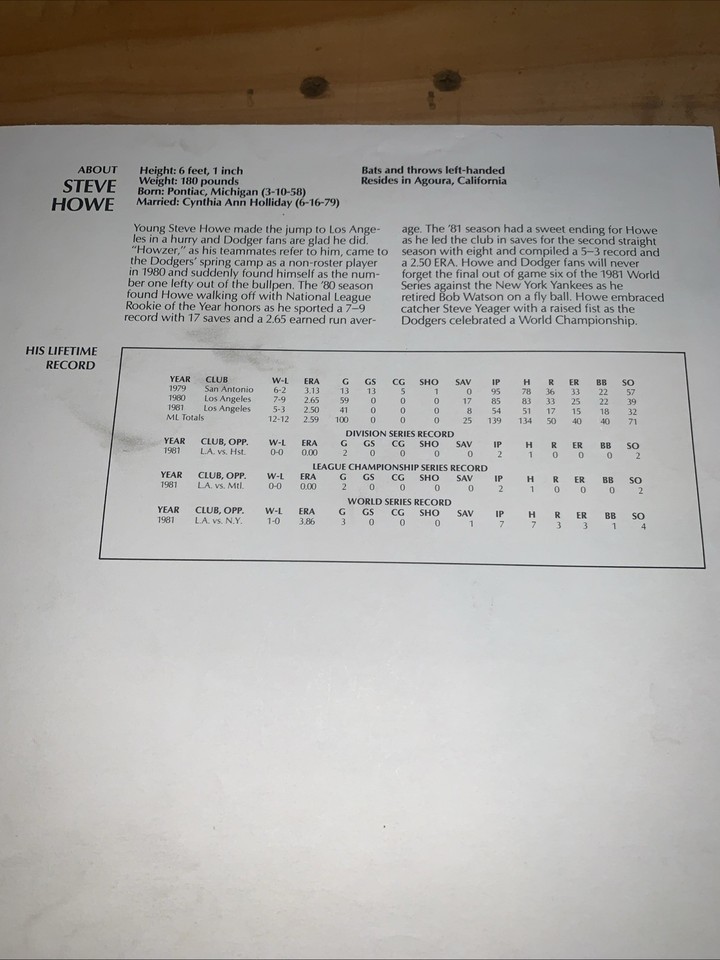 ABOUT
STEVE
HOWE
Height: 6 feet, 1 inch
Weight: 180 pounds
Born: Pontiac, Michigan (3-10-58)
Married: Cynthia Ann Holliday (6-16-79)
Bats and throws left-handed
Resides in Agoura, California
Young Steve Howe made the jump to Los Ange-
les in a hurry and Dodger fans are glad he did.
"Howzer," as his teammates refer to him, came to
the Dodgers' spring camp as a non-roster player
in 1980 and suddenly found himself as the num-
ber one lefty out of the bullpen. The '80 season
found Howe walking off with National League
Rookie of the Year honors as he sported a 7–9
record with 17 saves and a 2.65 earned run aver-
age. The '81 season had a sweet ending for Howe
as he led the club in saves for the second straight
season with eight and compiled a 5–3 record and
a 2.50 ERA. Howe and Dodger fans will never
forget the final out of game six of the 1981 World
Series against the New York Yankees as he
retired Bob Watson on a fly ball. Howe embraced
catcher Steve Yeager with a raised fist as the
Dodgers celebrated a World Championship.
HIS LIFETIME
RECORD
YEAR CLUB W-L ERA G GS CG SHO SAV IP H R ER BB SO
1979 San Antonio 6-2 3.13 13 13 5 1 0 95 78 36 33 22 57
1980 Los Angeles 7-9 2.65 59 0 0 0 17 85 83 33 25 22 39
1981 Los Angeles 5-3 2.50 41 0 0 0 8 54 51 17 15 18 32
ML Totals 12-12 2.59 100 0 0 0 25 139 134 50 40 40 71
DIVISION SERIES RECORD
YEAR CLUB, OPP. W-L ERA G GS CG SHO SAV IP H R ER BB SO
1981 L.A. vs. Hst. 0-0 0.00 2 0 0 0 0 2 1 0 0 0 2
LEAGUE CHAMPIONSHIP SERIES RECORD
YEAR CLUB, OPP. W-L ERA G GS CG SHO SAV IP H R ER BB SO
1981 L.A. vs. Mtl. 0-0 0.00 2 0 0 0 0 2 1 0 0 0 2
WORLD SERIES RECORD
YEAR CLUB, OPP. W-L ERA G GS CG SHO SAV IP H R ER BB SO
1981 L.A. vs. N.Y. 1-0 3.86 3 0 0 0 1 7 7 3 3 1 4